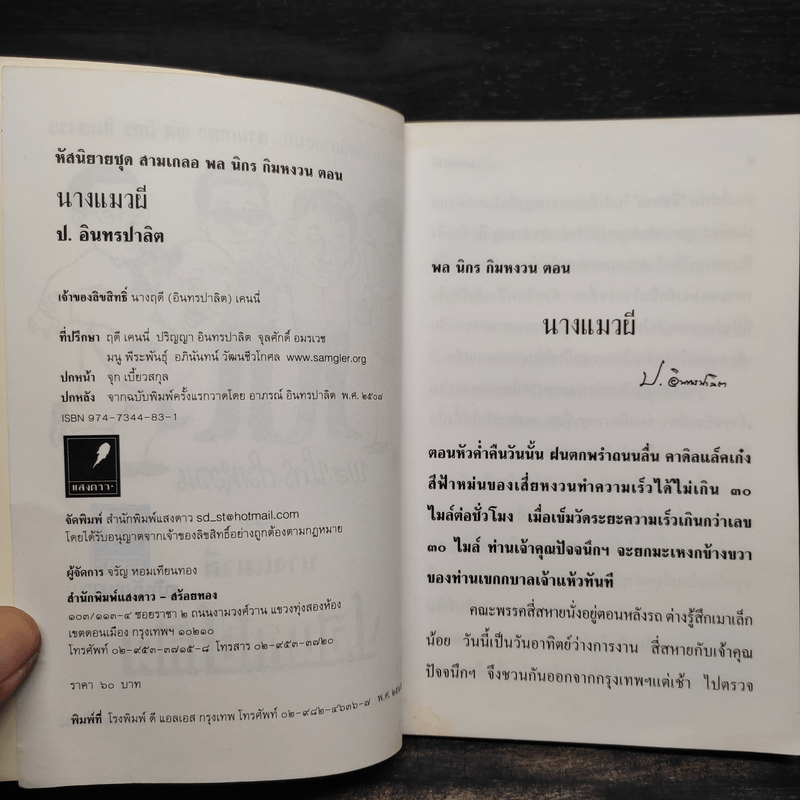 หัสนิยายชุด สามเกลอ พล นิกร กิมหงวน ตอน
นางแมวผี
ป. อินทรปาลิต
เจ้าของลิขสิทธิ์ นางฤดี (อินทรปาลิต) เคนนี่
ที่ปรึกษา ฤดี เคนนี่ ปริญญา อินทรปาลิต จุลศักดิ์ อมรเวช
มนู พีระพันธุ์ อภินันทน์ วัฒนชีวโกศล www.samgler.org
ปกหน้า จุก เบี้ยวสกุล
ปกหลัง จากฉบับพิมพ์ครั้งแรกวาดโดย อาภรณ์ อินทรปาลิต พ.ศ. ๒๕๐๗
ISBN 974-7344-83-1
แสงดาว
จัดพิมพ์ สำนักพิมพ์แสงดาว sd_st@hotmail.com
โดยได้รับอนุญาตจากเจ้าของลิขสิทธิ์อย่างถูกต้องตามกฎหมาย
ผู้จัดการ จรัญ หอมเทียนทอง
สำนักพิมพ์แสงดาว - สร้อยทอง
๑๐๓/๑๑๓-๔ ซอยราชา ๒ ถนนงามวงศ์วาน แขวงทุ่งสองห้อง
เขตดอนเมือง กรุงเทพฯ ๑๐๒๑๐
โทรศัพท์ ๐๒-๙๕๓-๓๗๑๕-๘ โทรสาร ๐๒-๙๕๓-๓๗๒๐
ราคา ๖๐ บาท
พิมพ์ที่ โรงพิมพ์ ดี แอลเอส กรุงเทพ โทรศัพท์ ๐๒-๙๘๒-๔๖๓๖-๗ พ.ศ.
พล นิกร กิมหงวน ตอน
นางแมวผี
ป. อินทรปาลิต
ตอนหัวค่ำคืนวันนั้น ฝนตกพรำถนนลื่น คาดิลแล็คเก๋ง
สีฟ้าหม่นของเสี่ยหงวนทำความเร็วได้ไม่เกิน ๓๐
ไมล์ต่อชั่วโมง เมื่อเข็มวัดระยะความเร็วเกินกว่าเลข
๓๐ ไมล์ ท่านเจ้าคุณปัจจนึกฯ จะยกมะเหงกข้างขวา
ของท่านเขกกบาลเจ้าแห้วทันที
คณะพรรคสี่สหายนั่งอยู่ตอนหลังรถ ต่างรู้สึกเมาเล็ก
น้อย วันนี้เป็นวันอาทิตย์ว่างการงาน สี่สหายกับเจ้าคุณ
ปัจจนึกฯ จึงชวนกันออกจากกรุงเทพฯแต่เช้า ไปตรวจ